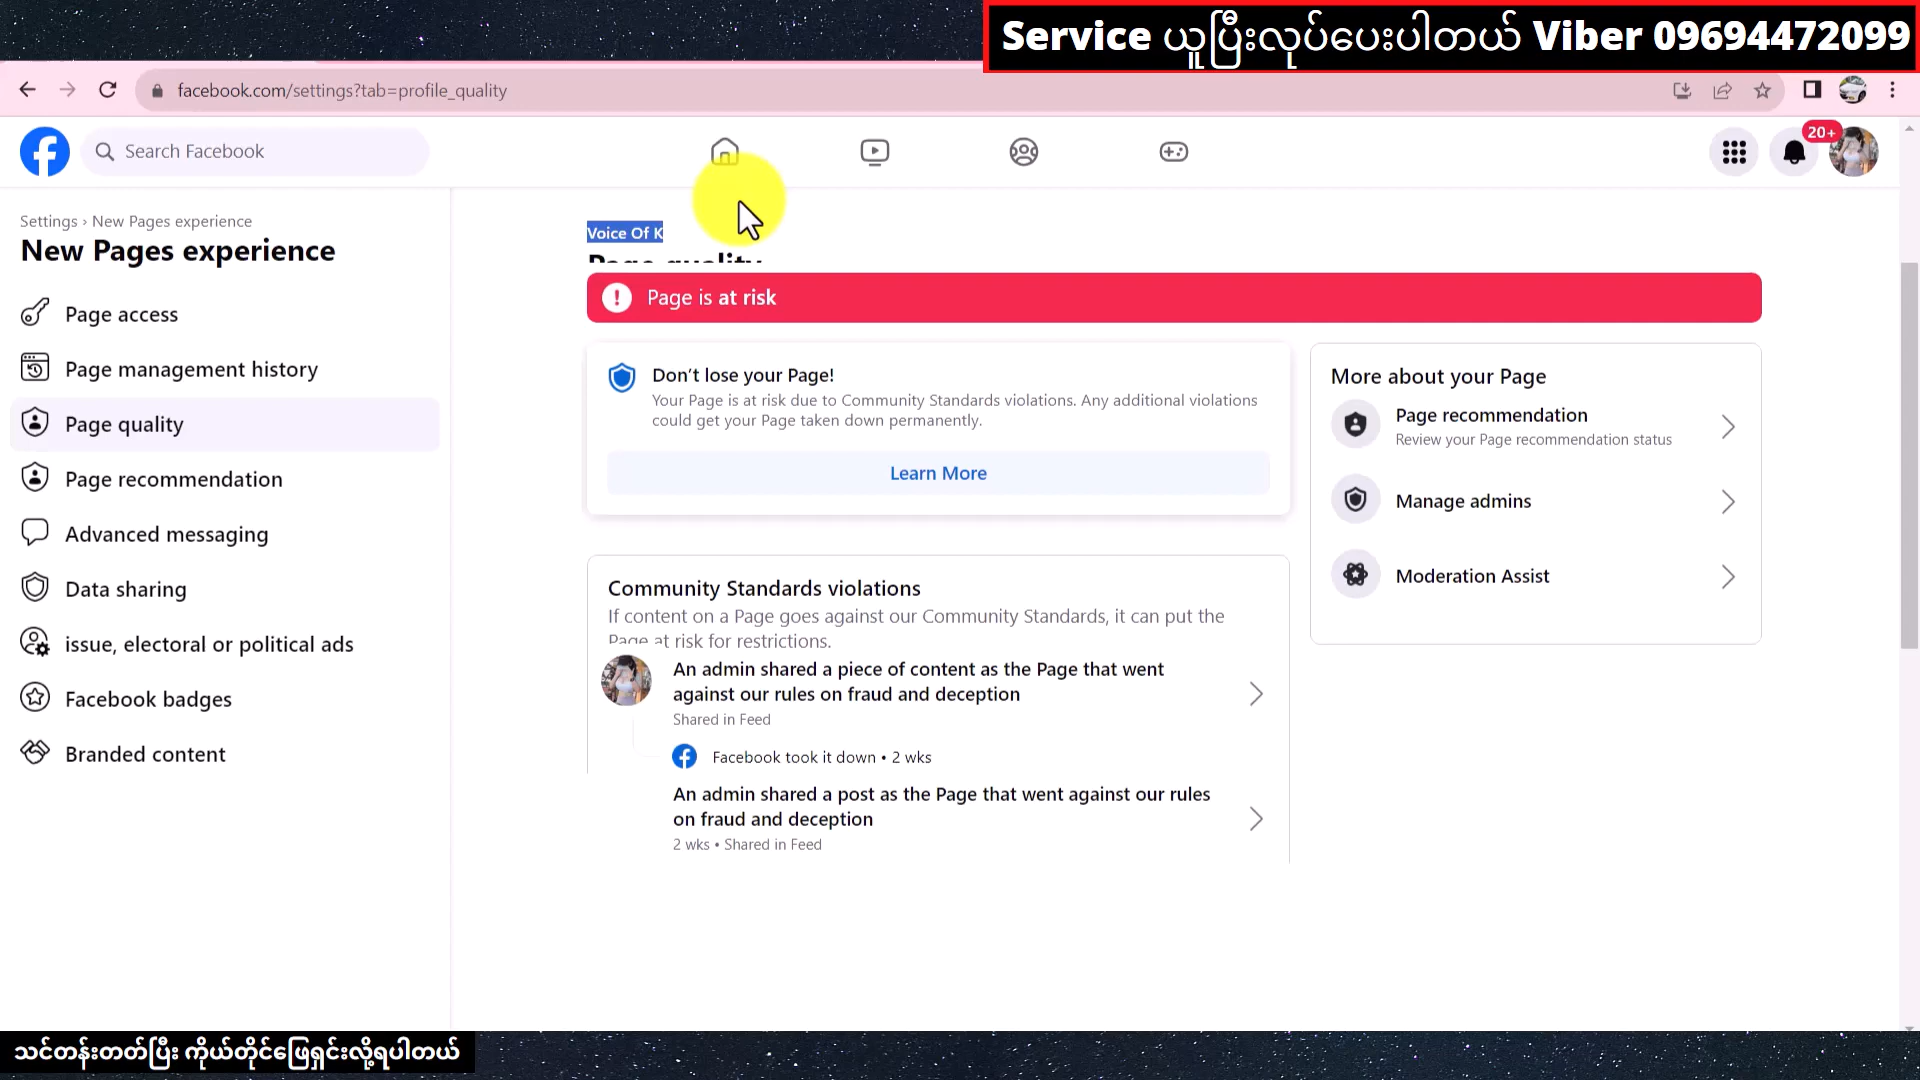 Service ယူပြီးလုပ်ပေးပါတယ် Viber 09694472099
facebook.com/settings?tab=profile_quality
Search Facebook
20+
Settings › New Pages experience
New Pages experience
Page access
Page management history
Page quality
Page recommendation
Advanced messaging
Data sharing
issue, electoral or political ads
Facebook badges
Branded content
Voice Of K
Page quality
Page is at risk
Don’t lose your Page!
Your Page is at risk due to Community Standards violations. Any additional violations
could get your Page taken down permanently.
Learn More
Community Standards violations
If content on a Page goes against our Community Standards, it can put the
Page at risk for restrictions.
An admin shared a piece of content as the Page that went
against our rules on fraud and deception
Shared in Feed
Facebook took it down • 2 wks
An admin shared a post as the Page that went against our rules
on fraud and deception
2 wks • Shared in Feed
More about your Page
Page recommendation
Review your Page recommendation status
Manage admins
Moderation Assist
သင်တန်းတတ်ပြီး ကိုယ်တိုင်ဖြေရှင်းလို့ရပါတယ်